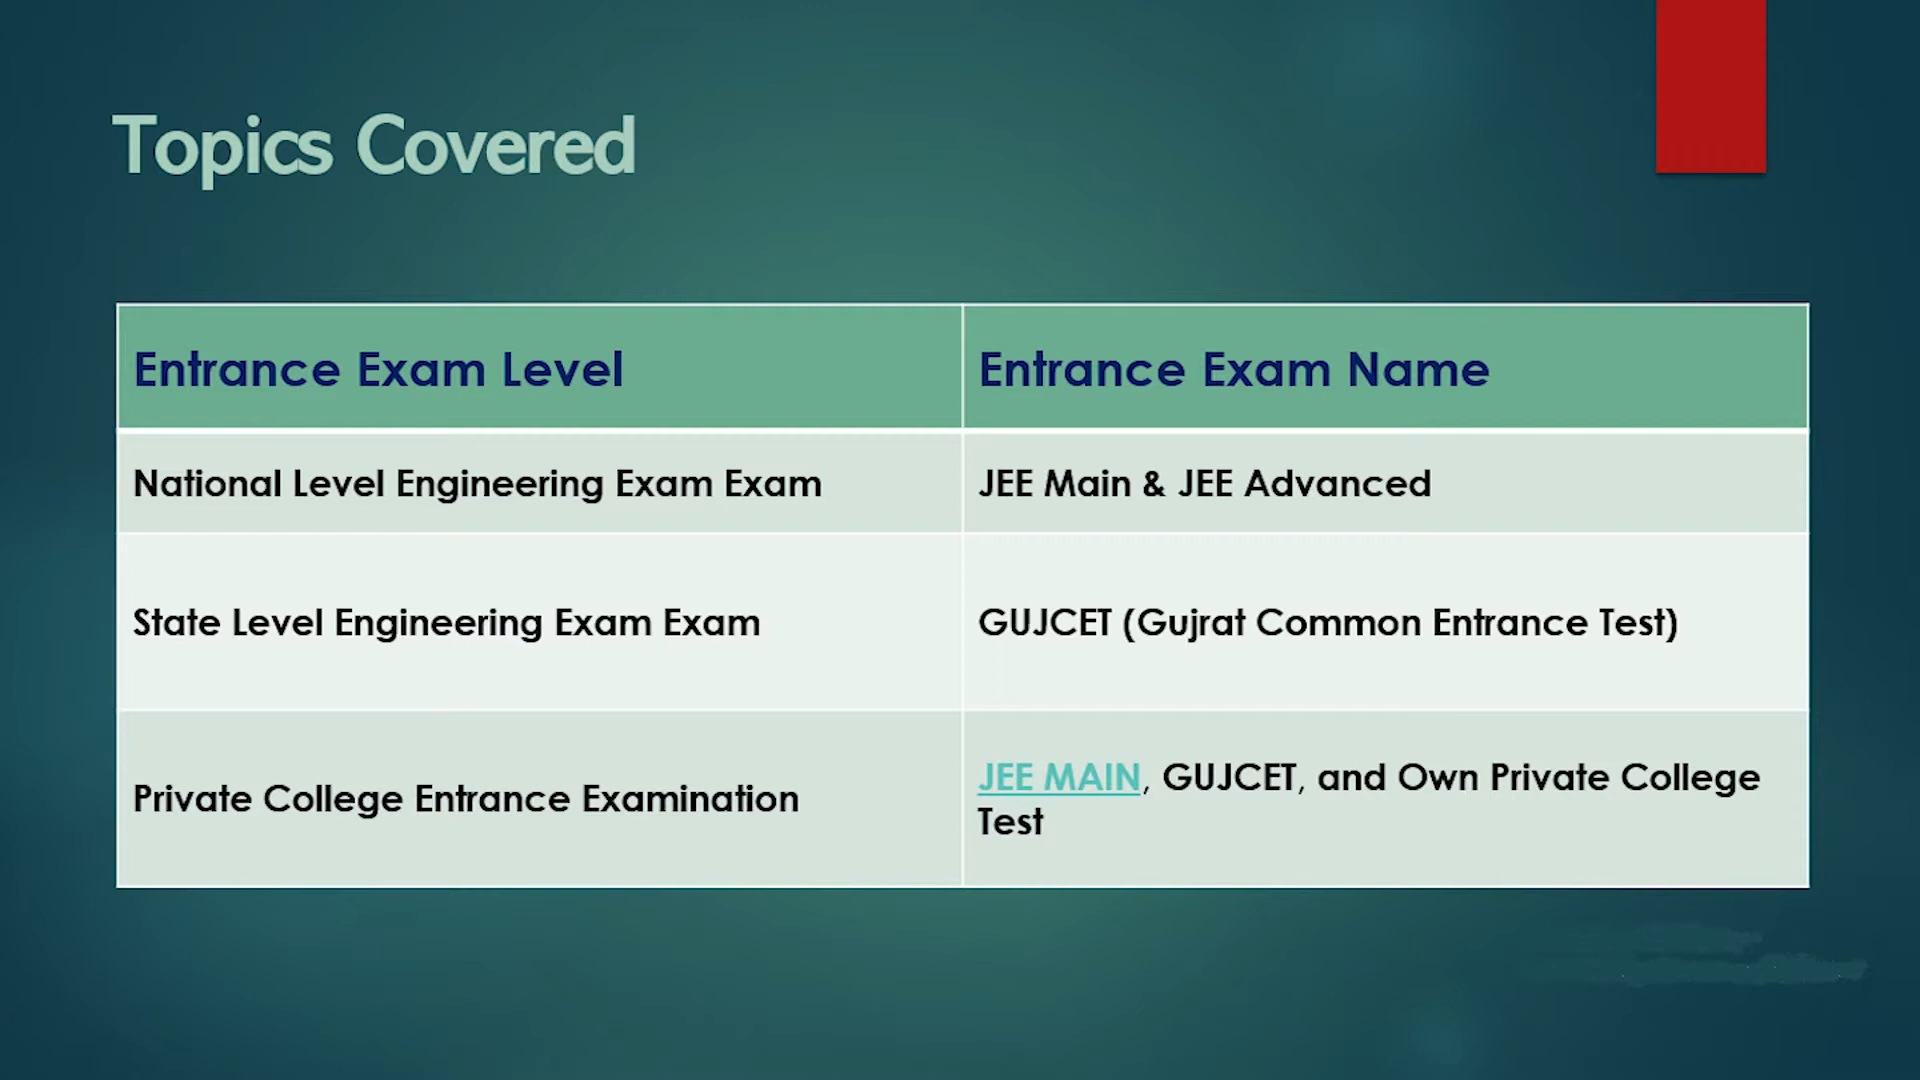 Topics Covered
Entrance Exam Level
Entrance Exam Name
National Level Engineering Exam Exam
JEE Main & JEE Advanced
State Level Engineering Exam Exam
GUJCET (Gujrat Common Entrance Test)
Private College Entrance Examination
JEE MAIN, GUJCET, and Own Private College
Test